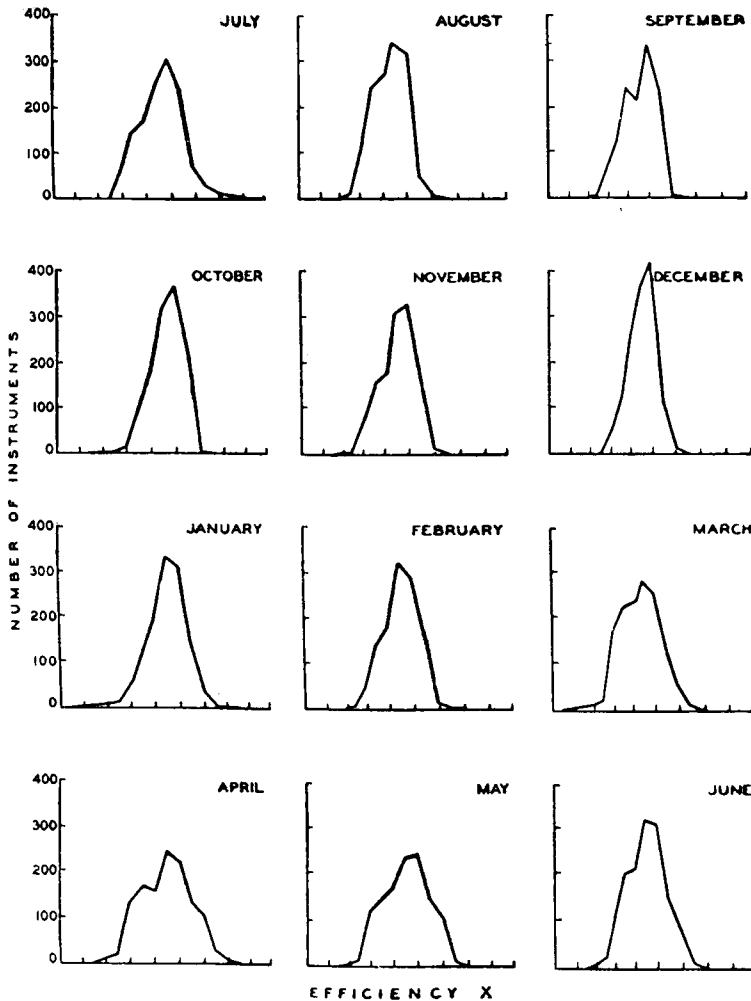 JULY
AUGUST
SEPTEMBER
400
300
200
100
0
OCTOBER
NOVEMBER
DECEMBER
400
300
200
100
0
JANUARY
FEBRUARY
MARCH
400
300
200
100
0
APRIL
MAY
JUNE
400
300
200
100
0
NUMBER OF INSTRUMENTS
EFFICIENCY X